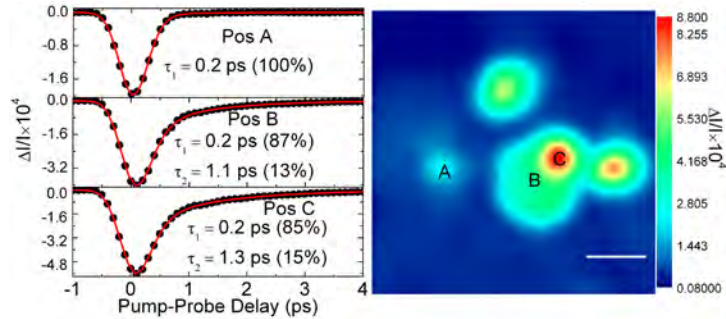 0.0
-0.8
-1.6
Pos A
τ1 = 0.2 ps (100%)
0.0
-1.6
-3.2
Pos B
τ1 = 0.2 ps (87%)
τ2 = 1.1 ps (13%)
0.0
-1.6
-3.2
-4.8
Pos C
τ1 = 0.2 ps (85%)
τ2 = 1.3 ps (15%)
ΔI/I×10⁴
-1 0 1 2 3 4
Pump-Probe Delay (ps)
A
B
C
8.800
8.255
6.893
5.530
4.168
2.805
1.443
0.08000
ΔI/I×10⁴